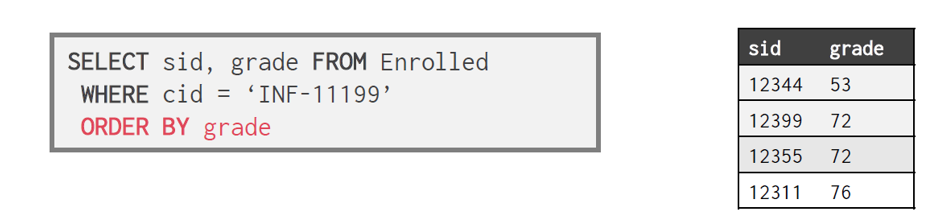 SELECT sid, grade FROM Enrolled
WHERE cid = ‘INF-11199’
ORDER BY grade
sid grade
12344 53
12399 72
12355 72
12311 76